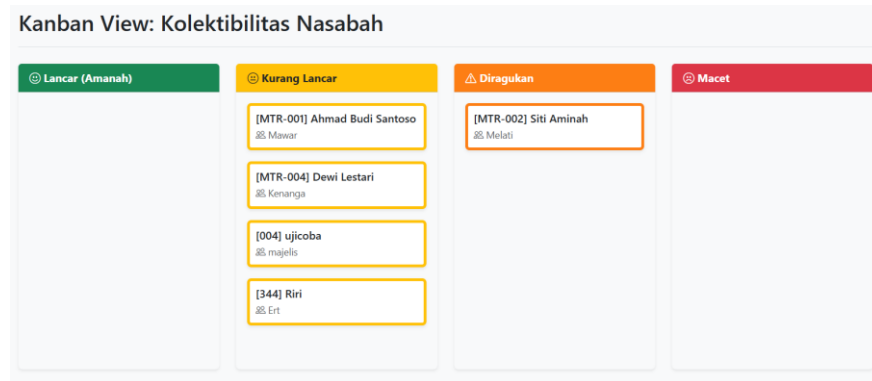 Kanban View: Kolektibilitas Nasabah
Lancar (Amanah)
Kurang Lancar
[MTR-001] Ahmad Budi Santoso
Mawar
[MTR-004] Dewi Lestari
Kenanga
[004] ujicoba
majelis
[344] Riri
Ert
Diragukan
[MTR-002] Siti Aminah
Melati
Macet